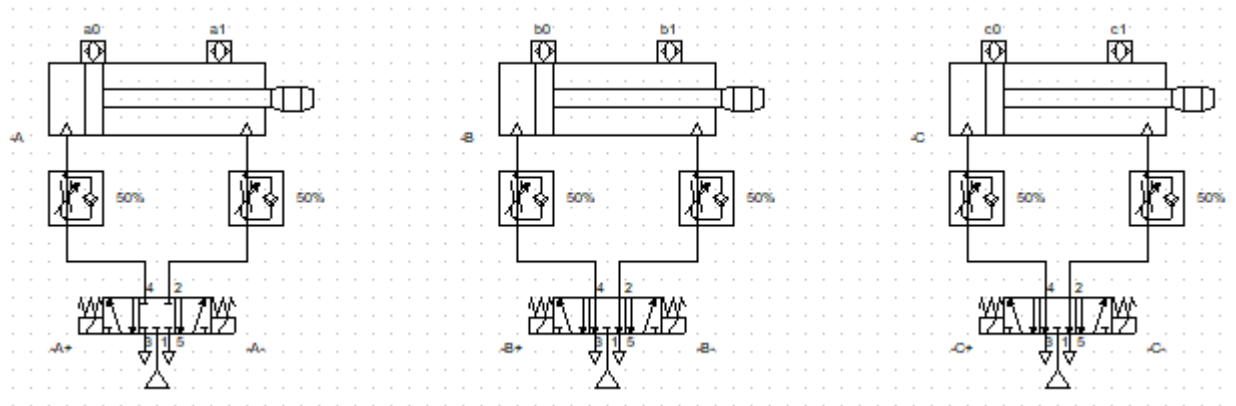 a0 a1 b0 b1 c0 c1
-A -B -C
50% 50% 50% 50% 50% 50%
4 2 4 2 4 2
3 1 5 3 1 5 3 1 5
-A+ -A- -B+ -B- -C+ -C-